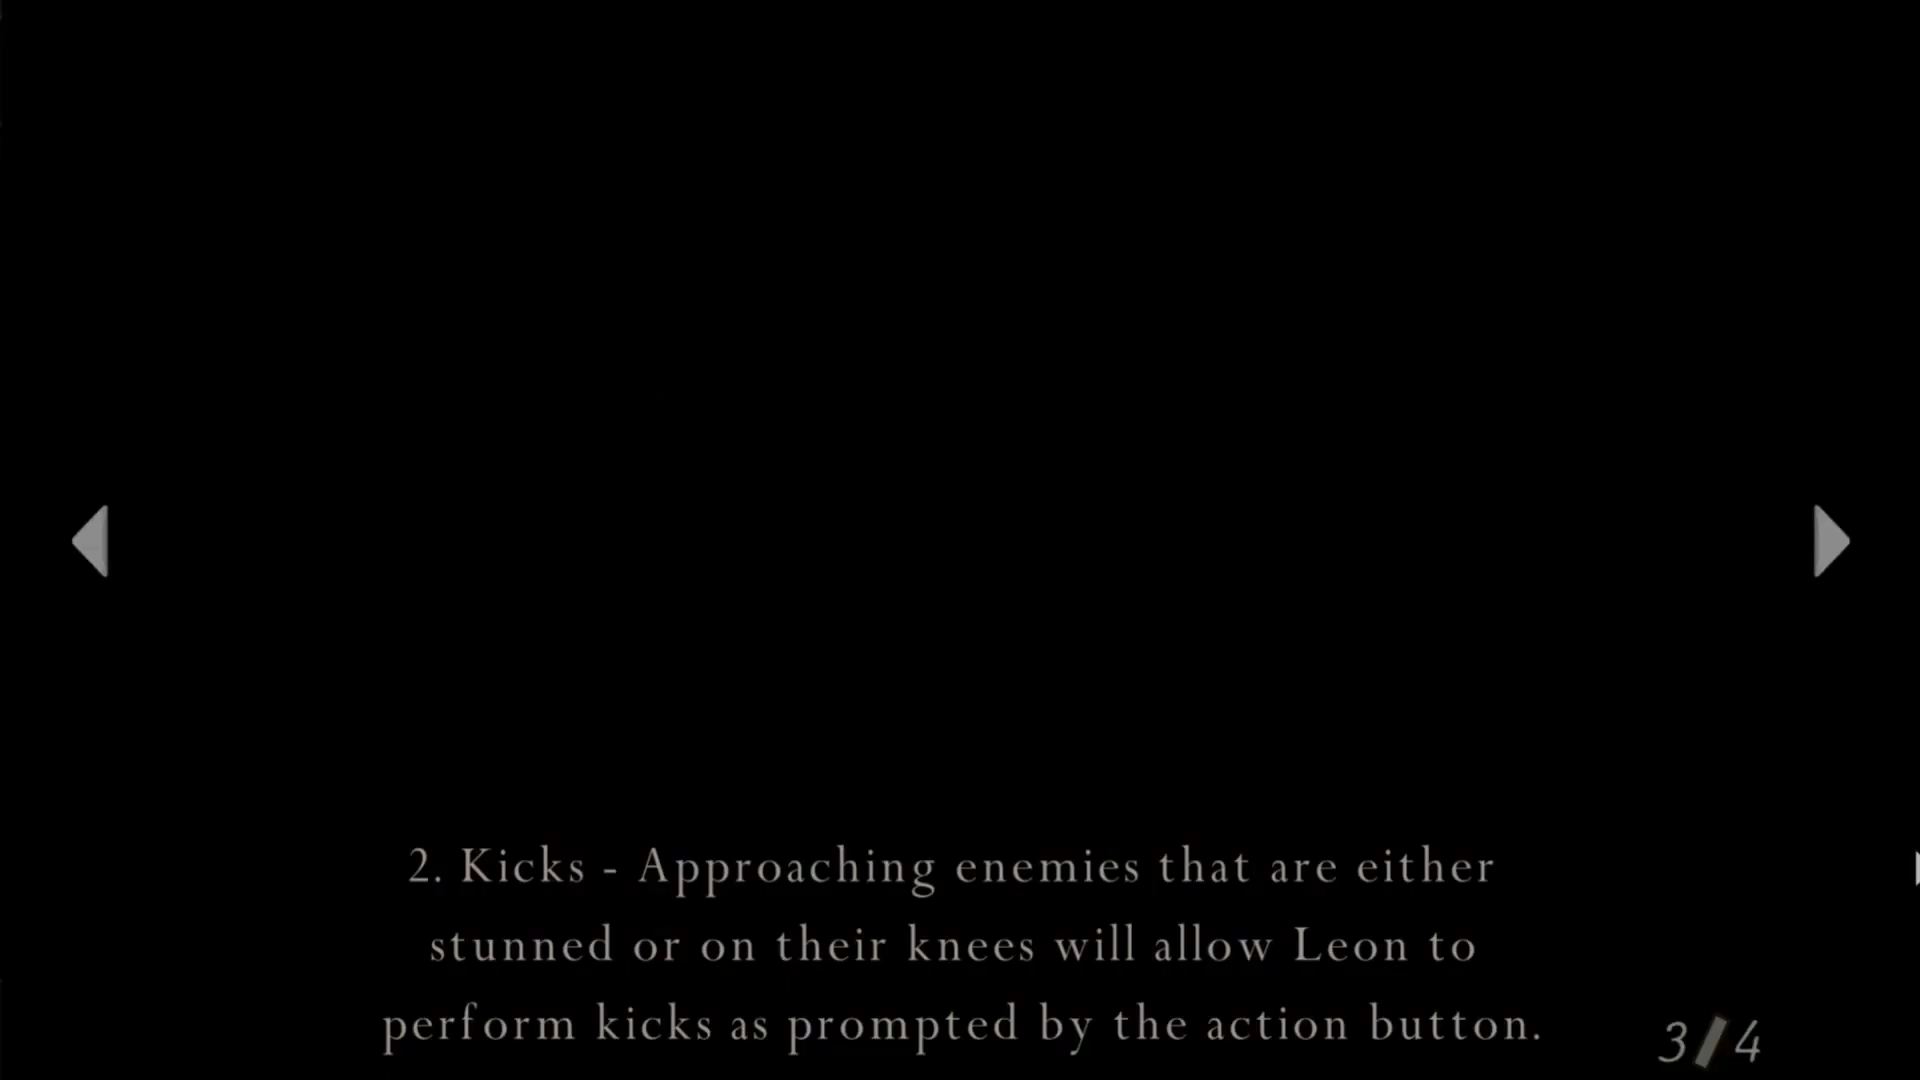 2. Kicks - Approaching enemies that are either
stunned or on their knees will allow Leon to
perform kicks as prompted by the action button.
3/4